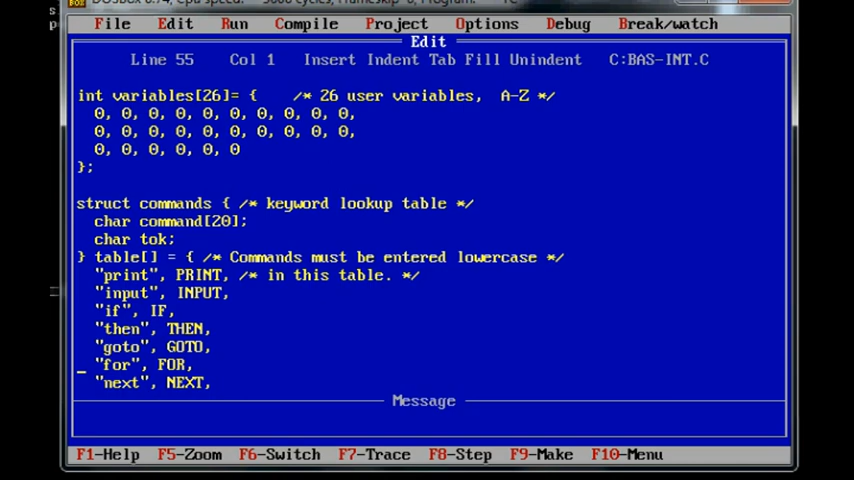 File Edit Run Compile Project Options Debug Break/watch
Edit
Line 55 Col 1 Insert Indent Tab Fill Unindent C:BAS-INT.C
int variables[26]= { /* 26 user variables, A-Z */
0, 0, 0, 0, 0, 0, 0, 0, 0, 0,
0, 0, 0, 0, 0, 0, 0, 0, 0, 0,
0, 0, 0, 0, 0, 0
};
struct commands { /* keyword lookup table */
char command[20];
char tok;
} table[] = { /* Commands must be entered lowercase */
"print", PRINT, /* in this table. */
"input", INPUT,
"if", IF,
"then", THEN,
"goto", GOTO,
"for", FOR,
"next", NEXT,
Message
F1-Help F5-Zoom F6-Switch F7-Trace F8-Step F9-Make F10-Menu